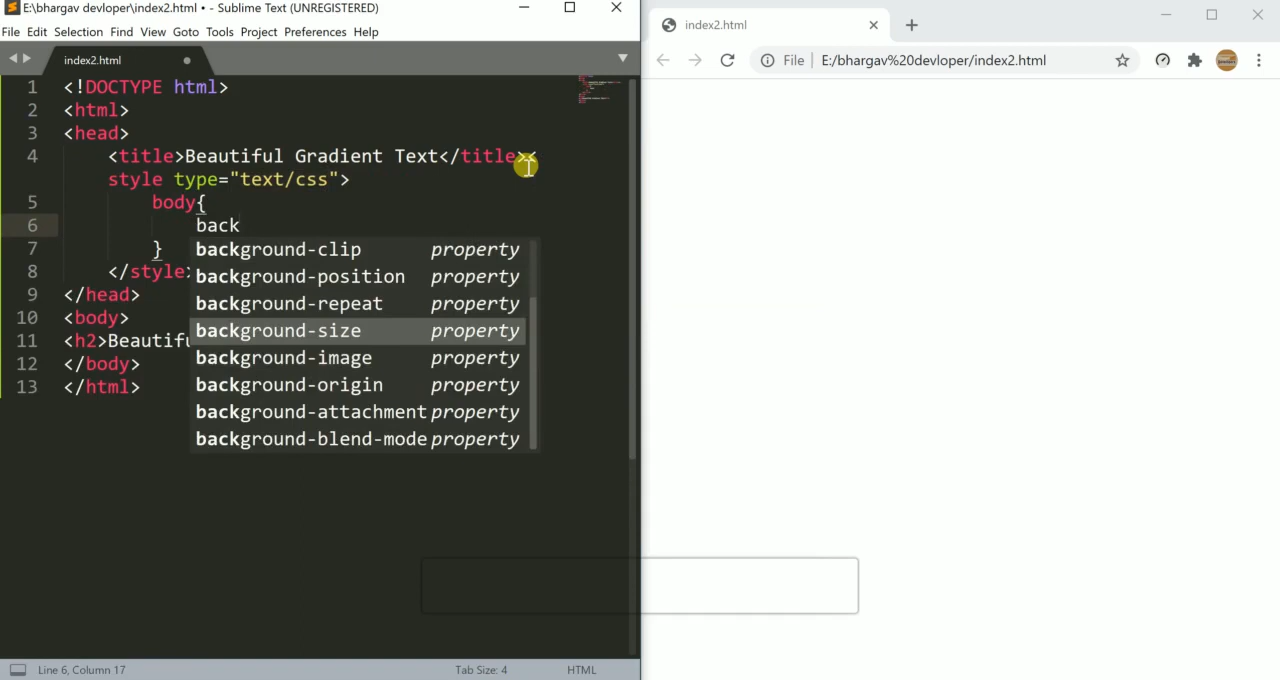 E:\bhargav devloper\index2.html • - Sublime Text (UNREGISTERED)
File Edit Selection Find View Goto Tools Project Preferences Help
index2.html
1 <!DOCTYPE html>
2 <html>
3 <head>
4 <title>Beautiful Gradient Text</title><
style type="text/css">
5 body{
6 back
7 }
8 </style>
9 </head>
10 <body>
11 <h2>Beautifu
12 </body>
13 </html>
background-clip property
background-position property
background-repeat property
background-size property
background-image property
background-origin property
background-attachment property
background-blend-mode property
Line 6, Column 17
Tab Size: 4
HTML
index2.html
File
E:/bhargav%20devloper/index2.html